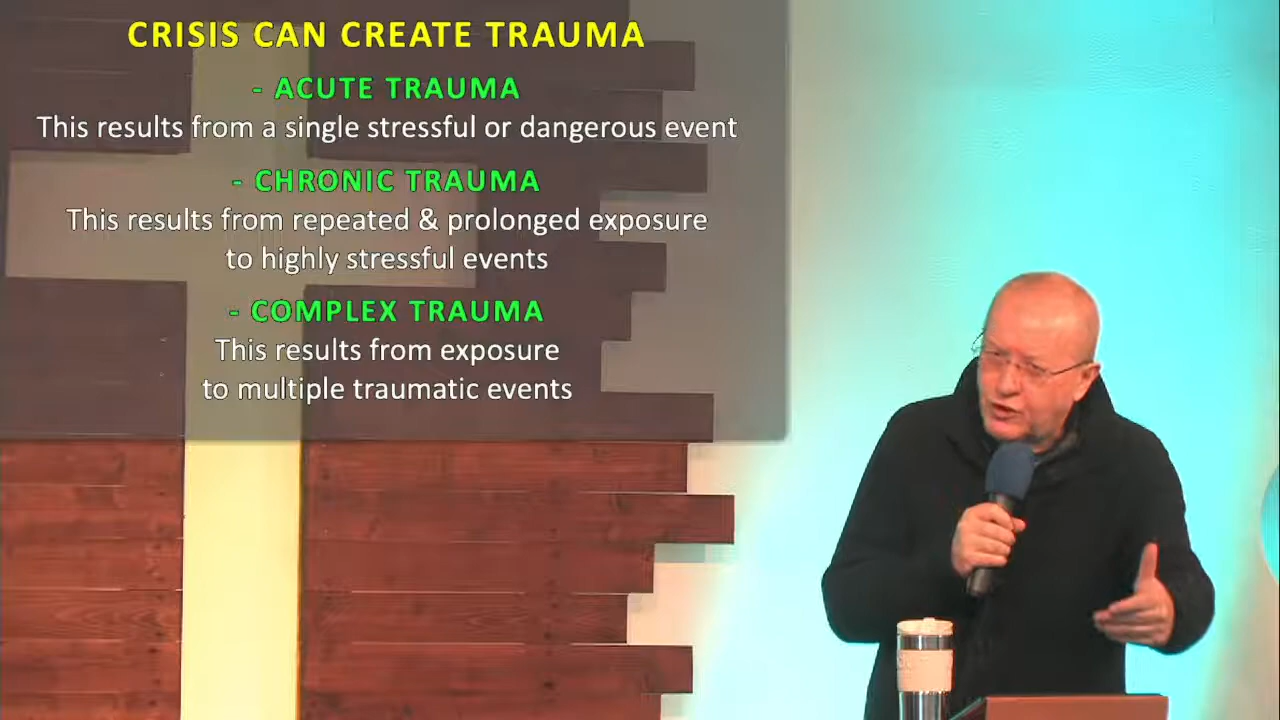 CRISIS CAN CREATE TRAUMA
- ACUTE TRAUMA
This results from a single stressful or dangerous event
- CHRONIC TRAUMA
This results from repeated & prolonged exposure
to highly stressful events
- COMPLEX TRAUMA
This results from exposure
to multiple traumatic events